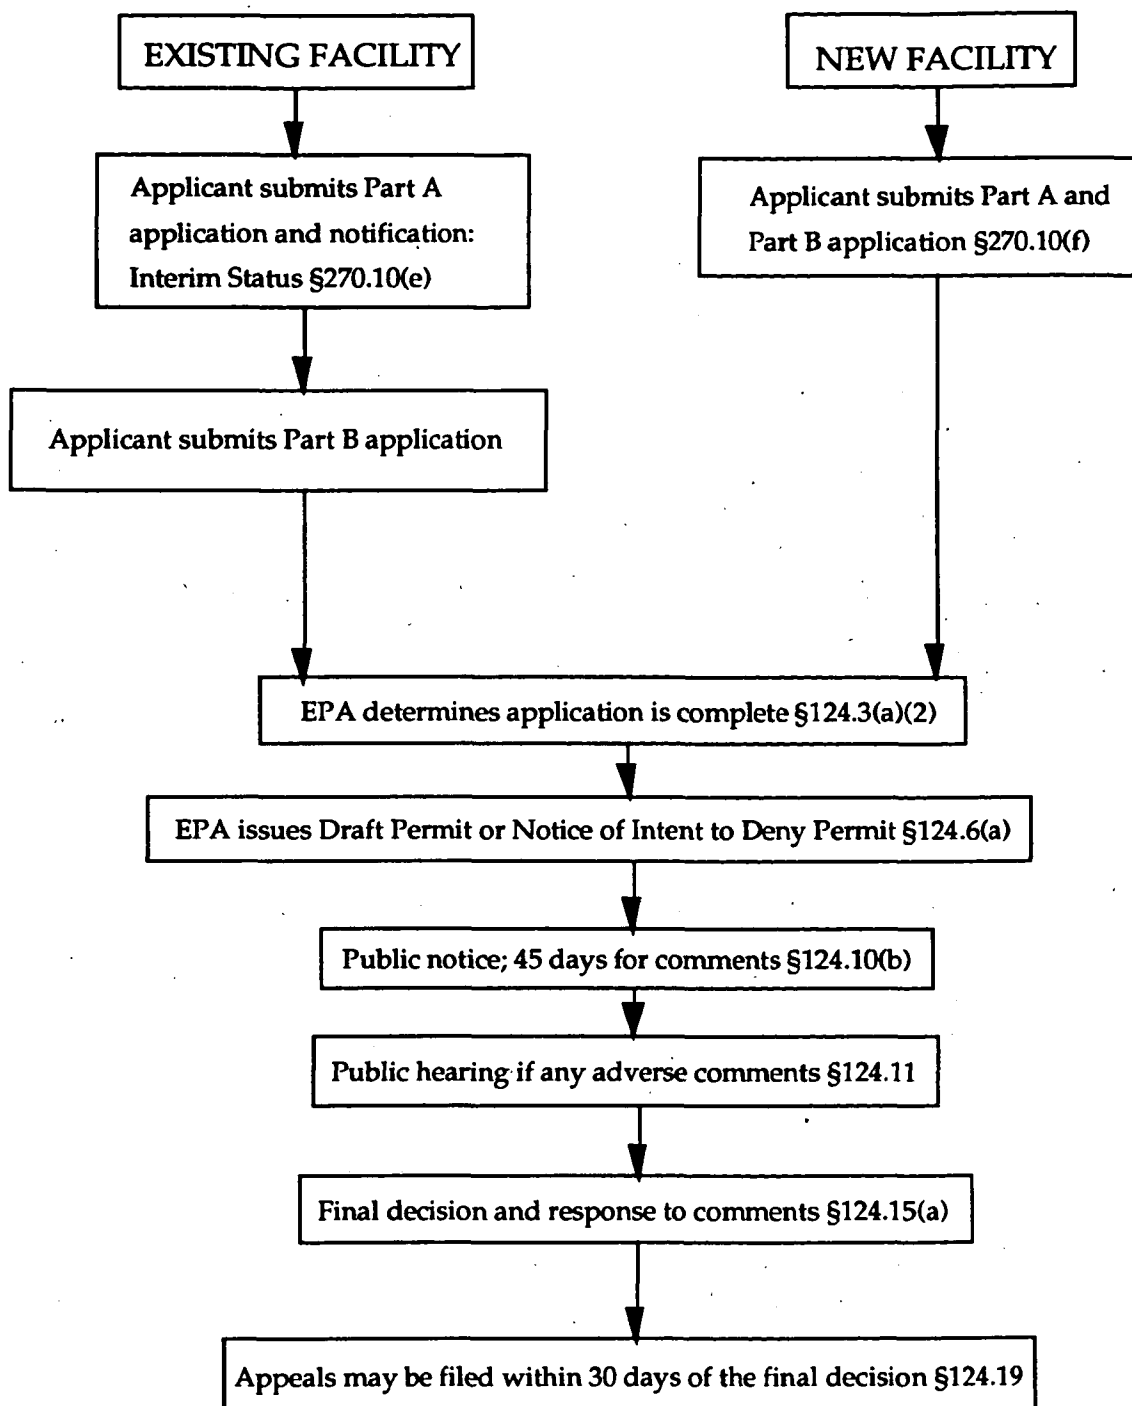 EXISTING FACILITY
NEW FACILITY
Applicant submits Part A
application and notification:
Interim Status §270.10(e)
Applicant submits Part A and
Part B application §270.10(f)
Applicant submits Part B application
EPA determines application is complete §124.3(a)(2)
EPA issues Draft Permit or Notice of Intent to Deny Permit §124.6(a)
Public notice; 45 days for comments §124.10(b)
Public hearing if any adverse comments §124.11
Final decision and response to comments §124.15(a)
Appeals may be filed within 30 days of the final decision §124.19